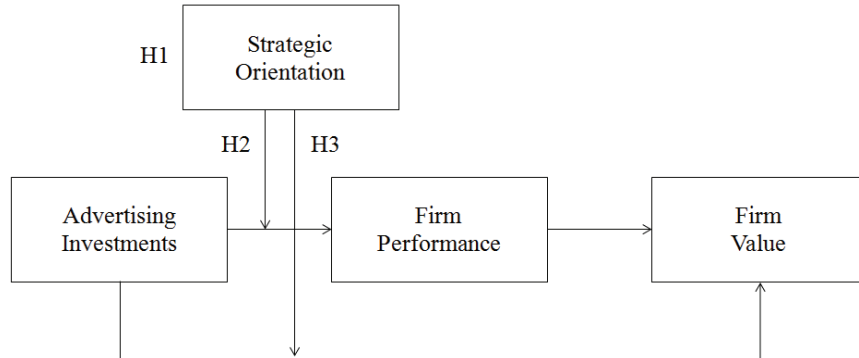 H1
Strategic
Orientation
H2
H3
Advertising
Investments
Firm
Performance
Firm
Value